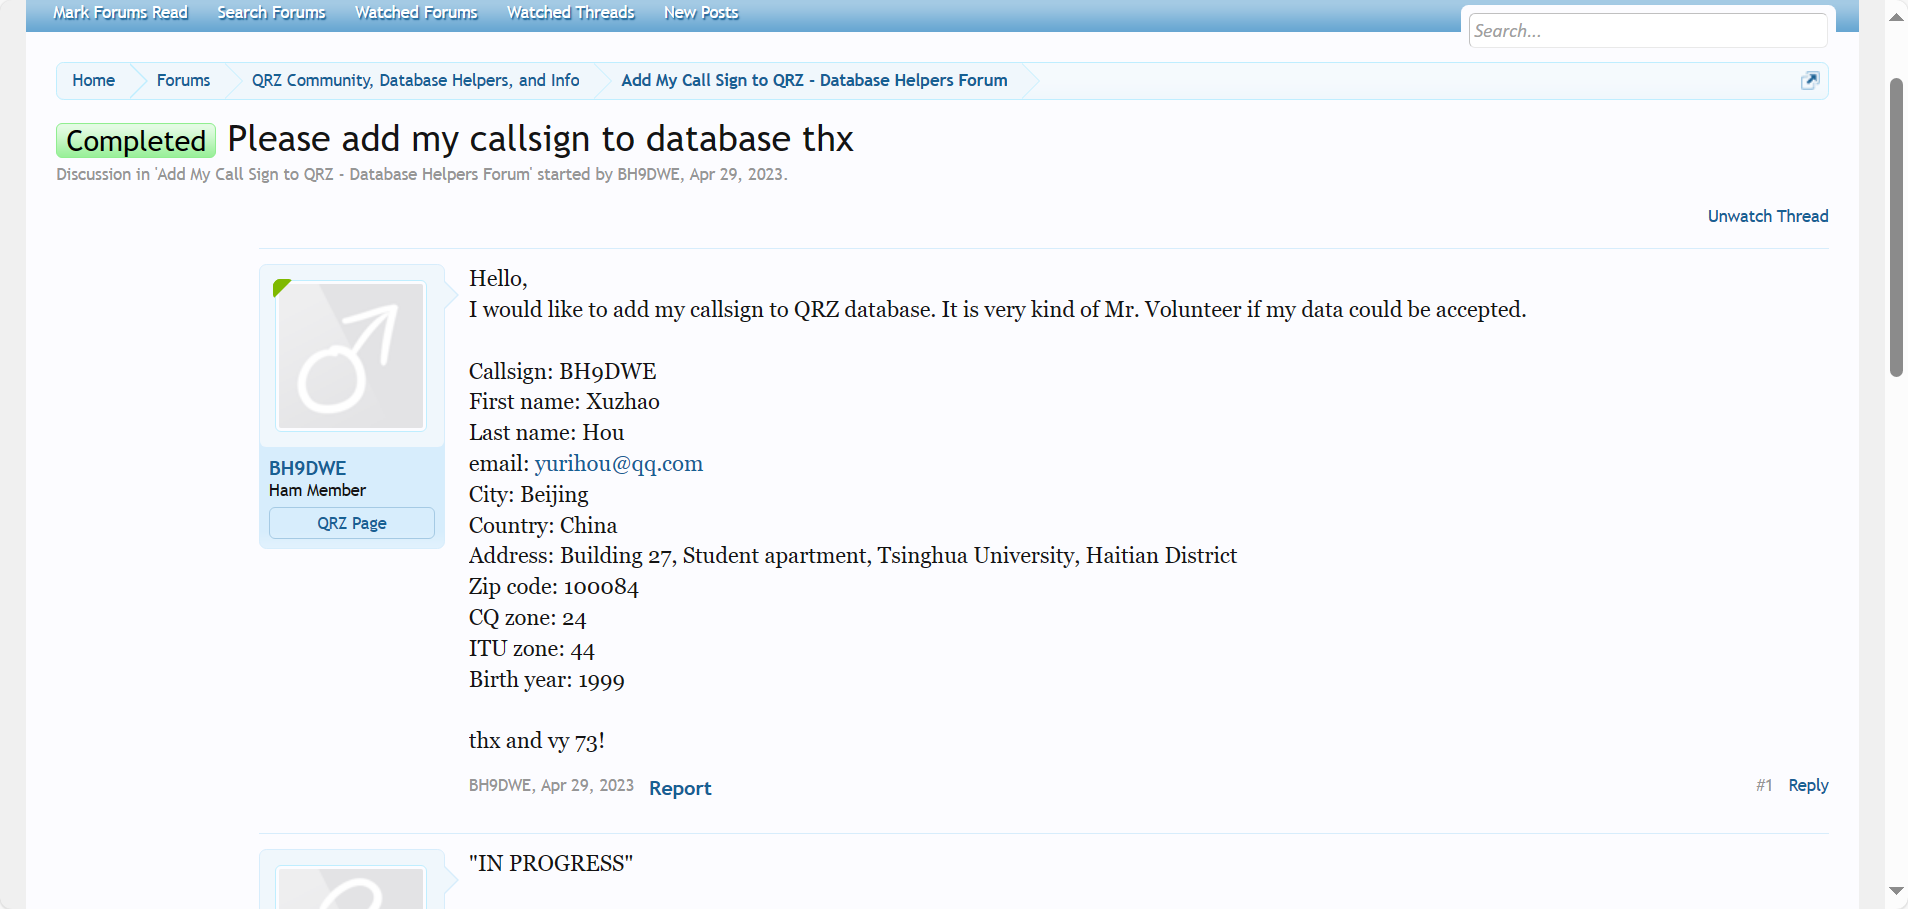 Mark Forums Read Search Forums Watched Forums Watched Threads New Posts
Search...
Home Forums QRZ Community, Database Helpers, and Info Add My Call Sign to QRZ - Database Helpers Forum
Completed Please add my callsign to database thx
Discussion in 'Add My Call Sign to QRZ - Database Helpers Forum' started by BH9DWE, Apr 29, 2023.
Unwatch Thread
Hello,
I would like to add my callsign to QRZ database. It is very kind of Mr. Volunteer if my data could be accepted.
Callsign: BH9DWE
First name: Xuzhao
Last name: Hou
email: yurihou@qq.com
City: Beijing
Country: China
Address: Building 27, Student apartment, Tsinghua University, Haitian District
Zip code: 100084
CQ zone: 24
ITU zone: 44
Birth year: 1999
thx and vy 73!
BH9DWE
Ham Member
QRZ Page
BH9DWE, Apr 29, 2023 Report
#1 Reply
"IN PROGRESS"